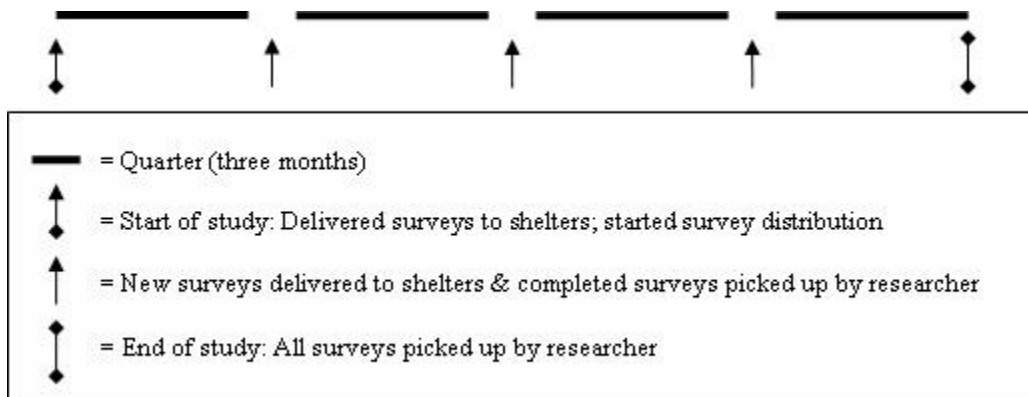 = Quarter (three months)
= Start of study: Delivered surveys to shelters; started survey distribution
= New surveys delivered to shelters & completed surveys picked up by researcher
= End of study: All surveys picked up by researcher